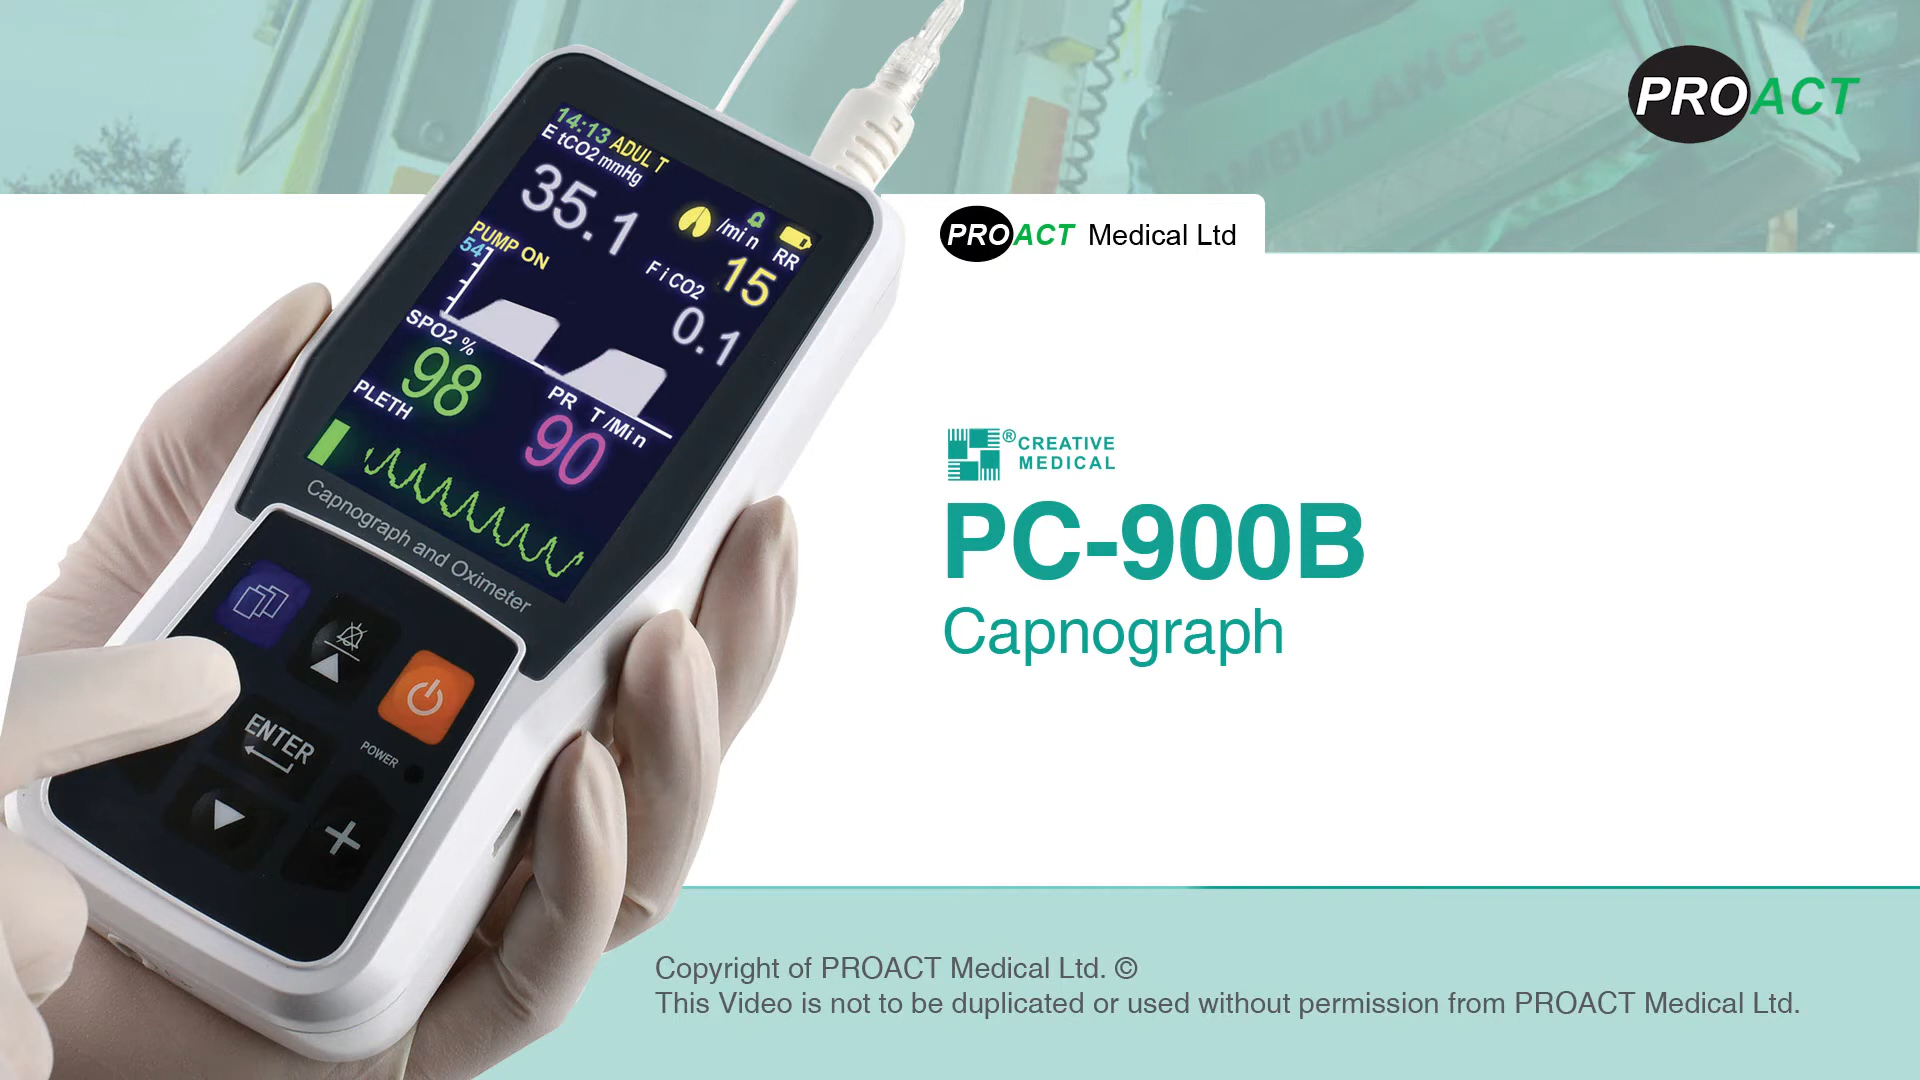 AMBULANCE
PROACT
PROACT Medical Ltd
14:13 ADULT
EtCO2 mmHg
35.1
/min
RR
15
PUMP ON
54
FiCO2
0.1
SPO2 %
98
PR T/Min
90
PLETH
Capnograph and Oximeter
ENTER
POWER
® CREATIVE
MEDICAL
PC-900B
Capnograph
Copyright of PROACT Medical Ltd. ©
This Video is not to be duplicated or used without permission from PROACT Medical Ltd.